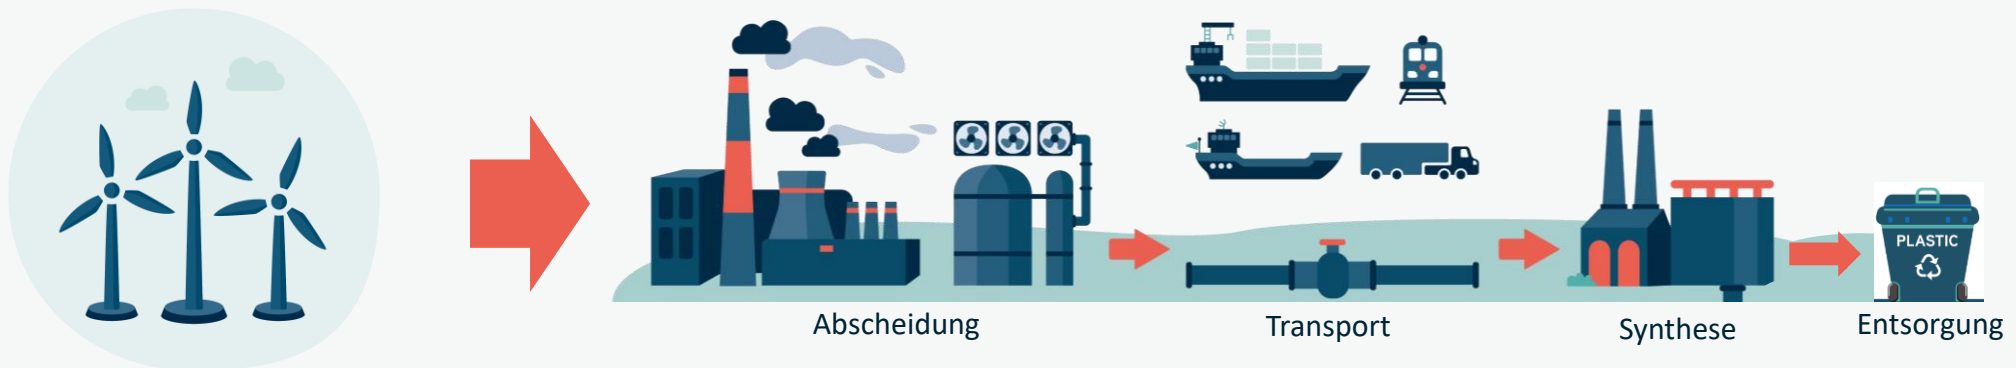 PLASTIC
Abscheidung
Transport
Synthese
Entsorgung